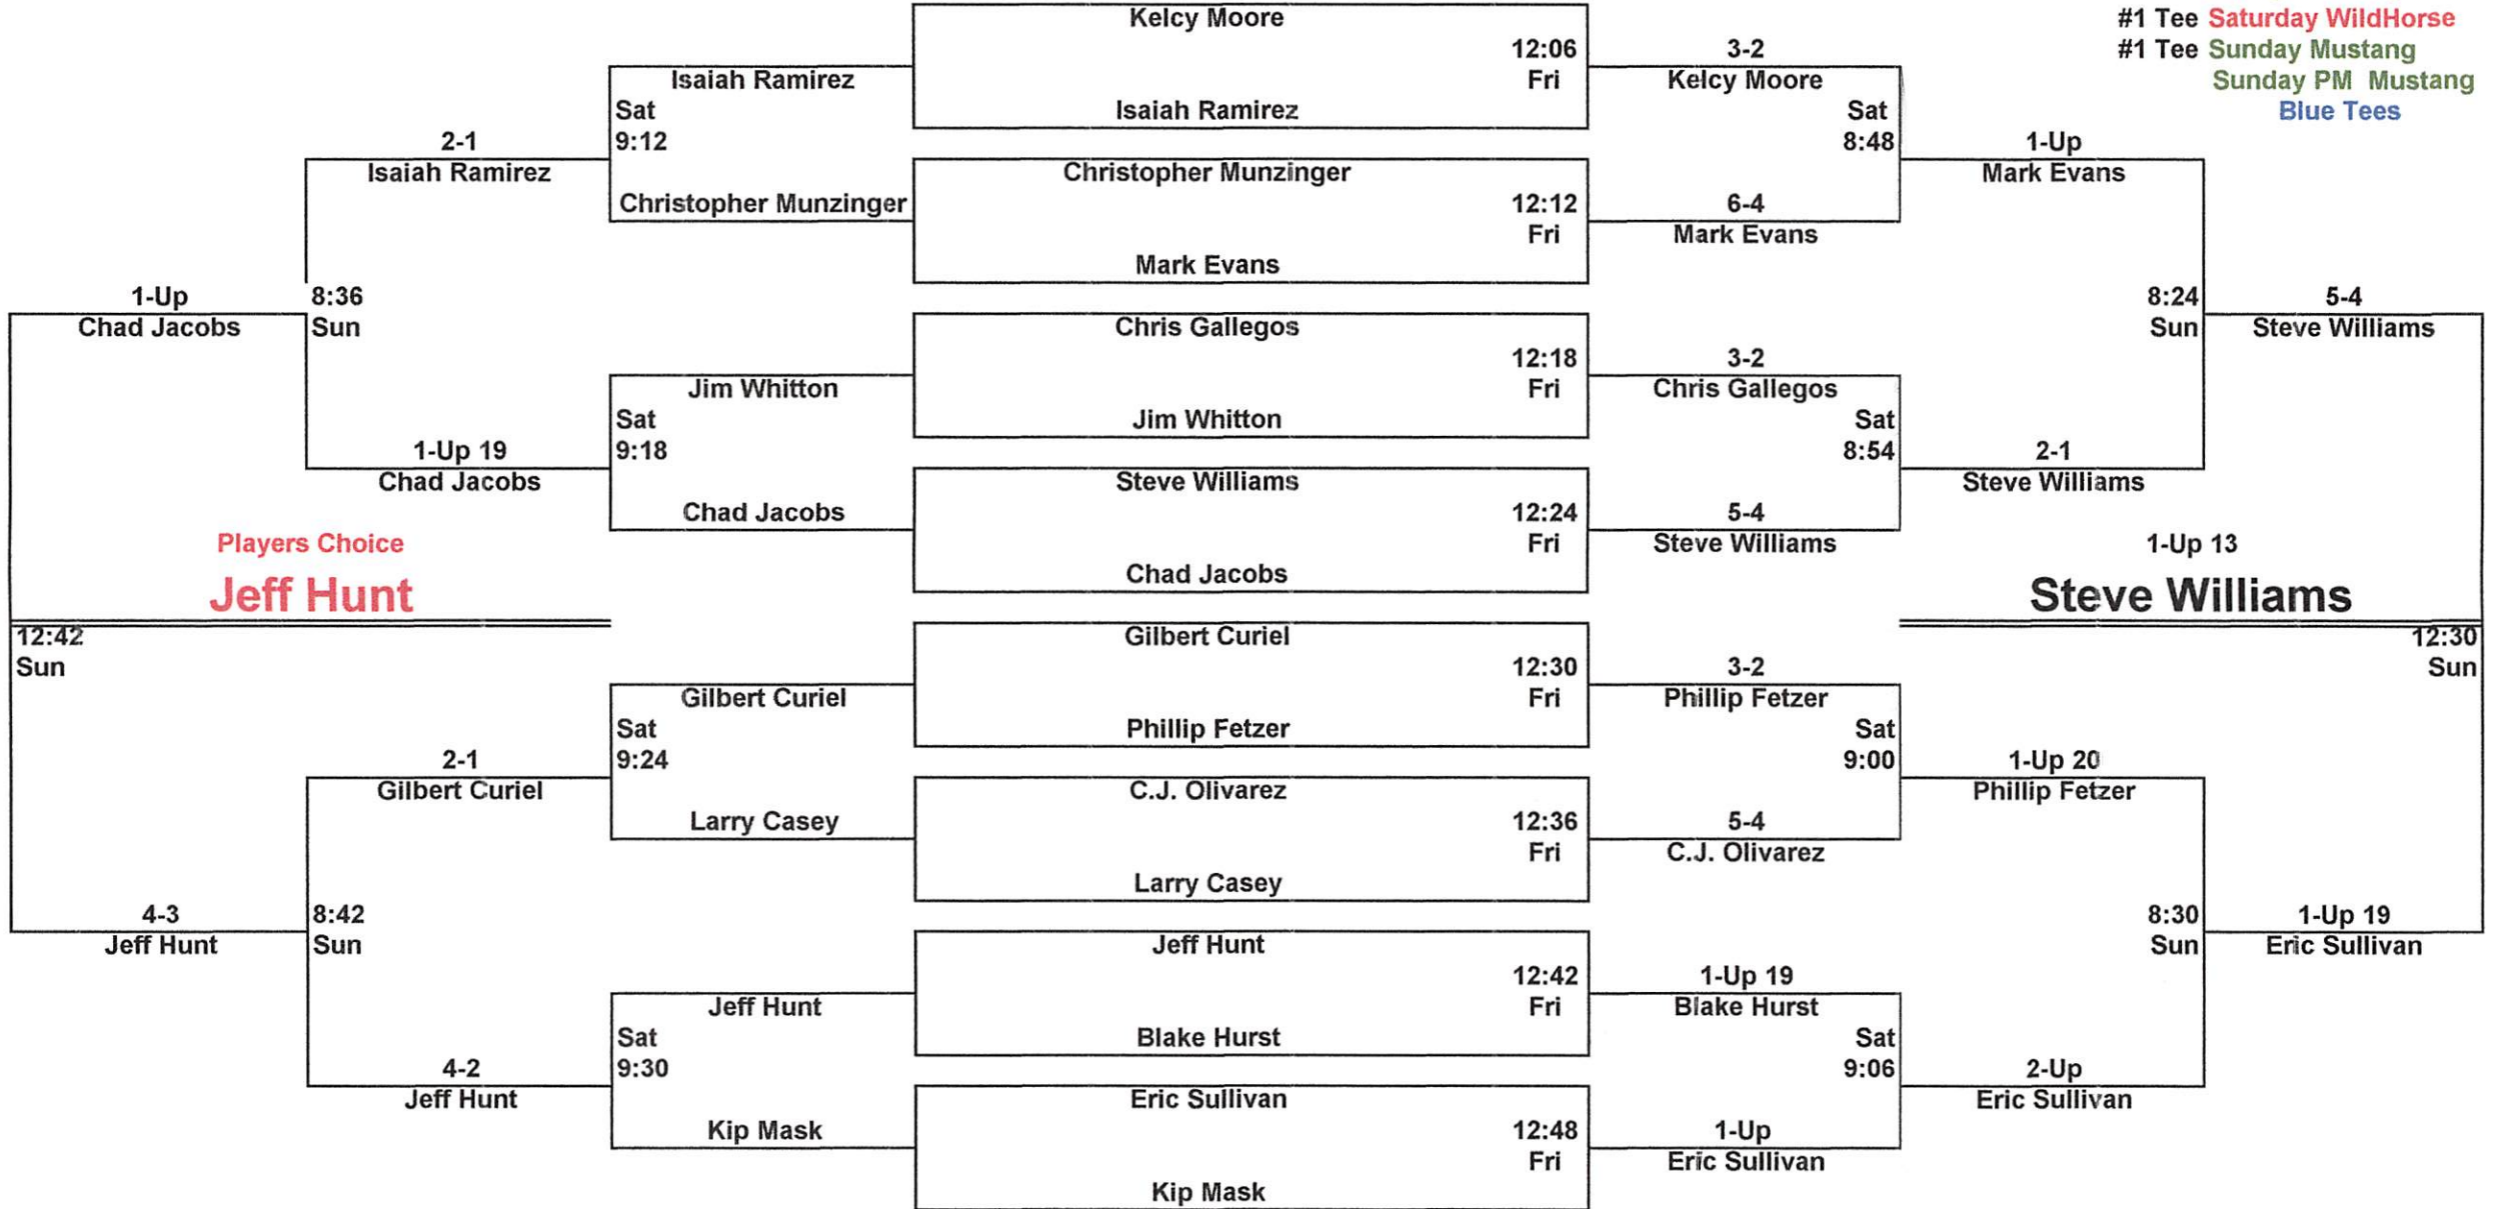 #1 Tee Saturday WildHorse
#1 Tee Sunday Mustang
Sunday PM Mustang
Blue Tees
Kelcy Moore
12:06
Fri
Isaiah Ramirez
Christopher Munzinger
12:12
Fri
Mark Evans
Chris Gallegos
12:18
Fri
Jim Whitton
Steve Williams
12:24
Fri
Chad Jacobs
Gilbert Curiel
12:30
Fri
Phillip Fetzer
C.J. Olivarez
12:36
Fri
Larry Casey
Jeff Hunt
12:42
Fri
Blake Hurst
Eric Sullivan
12:48
Fri
Kip Mask
3-2
Kelcy Moore
Sat
8:48
6-4
Mark Evans
3-2
Chris Gallegos
Sat
8:54
5-4
Steve Williams
3-2
Phillip Fetzer
Sat
9:00
5-4
C.J. Olivarez
1-Up 19
Blake Hurst
Sat
9:06
1-Up
Eric Sullivan
1-Up
Mark Evans
8:24
Sun
2-1
Steve Williams
1-Up 20
Phillip Fetzer
8:30
Sun
2-Up
Eric Sullivan
5-4
Steve Williams
1-Up 13
Steve Williams
12:30
Sun
1-Up 19
Eric Sullivan
Isaiah Ramirez
Sat
9:12
Christopher Munzinger
Jim Whitton
Sat
9:18
Chad Jacobs
Gilbert Curiel
Sat
9:24
Larry Casey
Jeff Hunt
Sat
9:30
Kip Mask
2-1
Isaiah Ramirez
8:36
Sun
1-Up 19
Chad Jacobs
2-1
Gilbert Curiel
8:42
Sun
4-2
Jeff Hunt
1-Up
Chad Jacobs
Players Choice
Jeff Hunt
12:42
Sun
4-3
Jeff Hunt